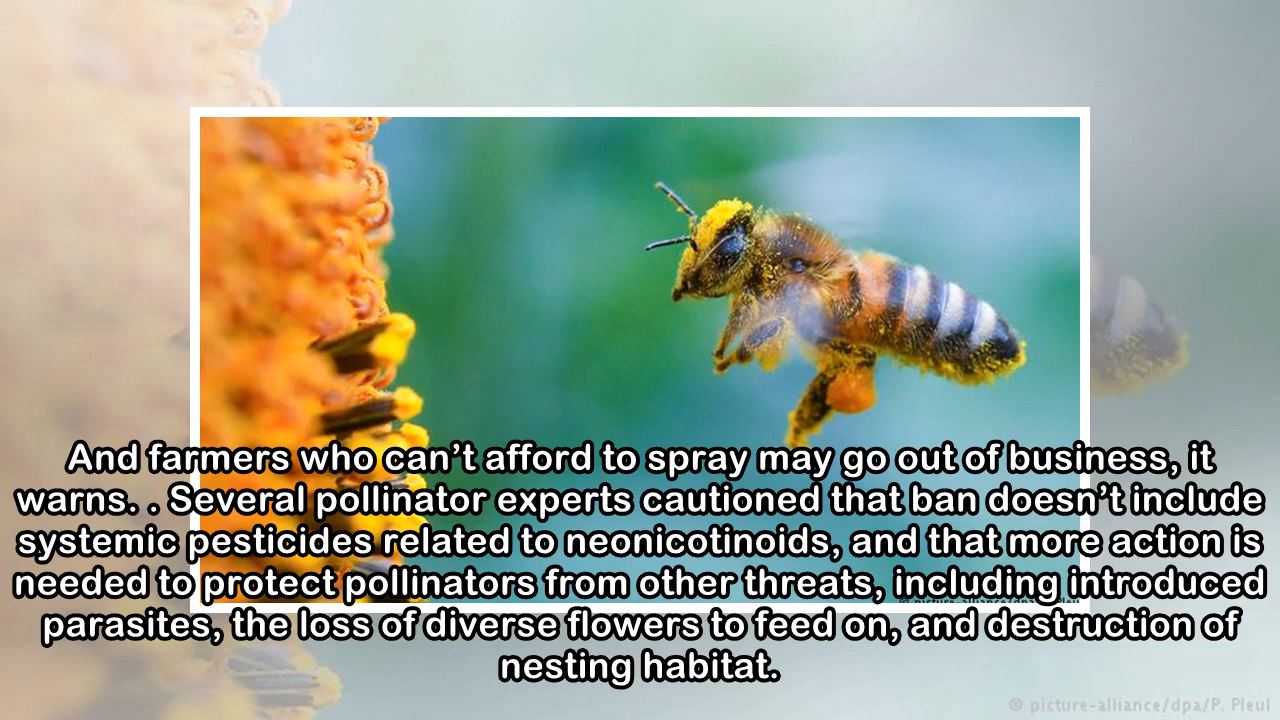 And farmers who can’t afford to spray may go out of business, it
warns. . Several pollinator experts cautioned that ban doesn’t include
systemic pesticides related to neonicotinoids, and that more action is
needed to protect pollinators from other threats, including introduced
parasites, the loss of diverse flowers to feed on, and destruction of
nesting habitat.
© picture-alliance/dpa/P. Pleul